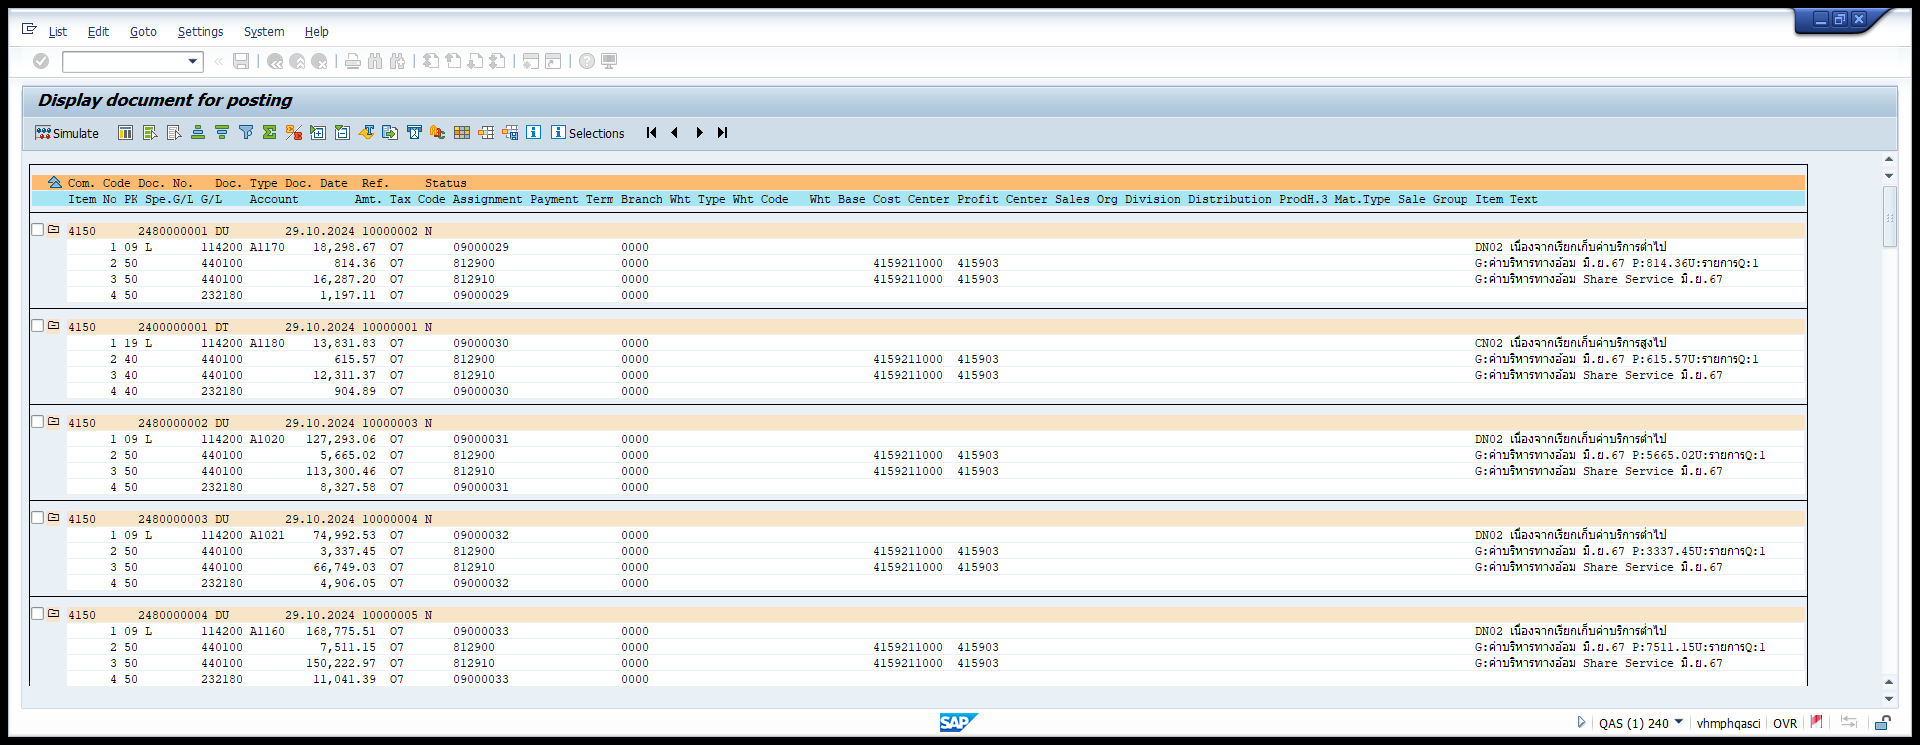 List Edit Goto Settings System Help
Display document for posting
Simulate Selections
Com. Code Doc. No. Doc. Type Doc. Date Ref. Status
Item No PK Spe.G/L G/L Account Amt. Tax Code Assignment Payment Term Branch Wht Type Wht Code Wht Base Cost Center Profit Center Sales Org Division Distribution ProdH.3 Mat.Type Sale Group Item Text
4150 2480000001 DU 29.10.2024 10000002 N
1 09 L 114200 A1170 18,298.67 O7 09000029 0000 DN02 เนื่องจากเรียกเก็บค่าบริการต่ำไป
2 50 440100 814.36 O7 812900 0000 4159211000 415903 G:ค่าบริหารทางอ้อม มิ.ย.67 P:814.36U:รายการQ:1
3 50 440100 16,287.20 O7 812910 0000 4159211000 415903 G:ค่าบริหารทางอ้อม Share Service มิ.ย.67
4 50 232180 1,197.11 O7 09000029 0000
4150 2400000001 DT 29.10.2024 10000001 N
1 19 L 114200 A1180 13,831.83 O7 09000030 0000 CN02 เนื่องจากเรียกเก็บค่าบริการสูงไป
2 40 440100 615.57 O7 812900 0000 4159211000 415903 G:ค่าบริหารทางอ้อม มิ.ย.67 P:615.57U:รายการQ:1
3 40 440100 12,311.37 O7 812910 0000 4159211000 415903 G:ค่าบริหารทางอ้อม Share Service มิ.ย.67
4 40 232180 904.89 O7 09000030 0000
4150 2480000002 DU 29.10.2024 10000003 N
1 09 L 114200 A1020 127,293.06 O7 09000031 0000 DN02 เนื่องจากเรียกเก็บค่าบริการต่ำไป
2 50 440100 5,665.02 O7 812900 0000 4159211000 415903 G:ค่าบริหารทางอ้อม มิ.ย.67 P:5665.02U:รายการQ:1
3 50 440100 113,300.46 O7 812910 0000 4159211000 415903 G:ค่าบริหารทางอ้อม Share Service มิ.ย.67
4 50 232180 8,327.58 O7 09000031 0000
4150 2480000003 DU 29.10.2024 10000004 N
1 09 L 114200 A1021 74,992.53 O7 09000032 0000 DN02 เนื่องจากเรียกเก็บค่าบริการต่ำไป
2 50 440100 3,337.45 O7 812900 0000 4159211000 415903 G:ค่าบริหารทางอ้อม มิ.ย.67 P:3337.45U:รายการQ:1
3 50 440100 66,749.03 O7 812910 0000 4159211000 415903 G:ค่าบริหารทางอ้อม Share Service มิ.ย.67
4 50 232180 4,906.05 O7 09000032 0000
4150 2480000004 DU 29.10.2024 10000005 N
1 09 L 114200 A1160 168,775.51 O7 09000033 0000 DN02 เนื่องจากเรียกเก็บค่าบริการต่ำไป
2 50 440100 7,511.15 O7 812900 0000 4159211000 415903 G:ค่าบริหารทางอ้อม มิ.ย.67 P:7511.15U:รายการQ:1
3 50 440100 150,222.97 O7 812910 0000 4159211000 415903 G:ค่าบริหารทางอ้อม Share Service มิ.ย.67
4 50 232180 11,041.39 O7 09000033 0000
SAP QAS (1) 240 vhmphqasci OVR